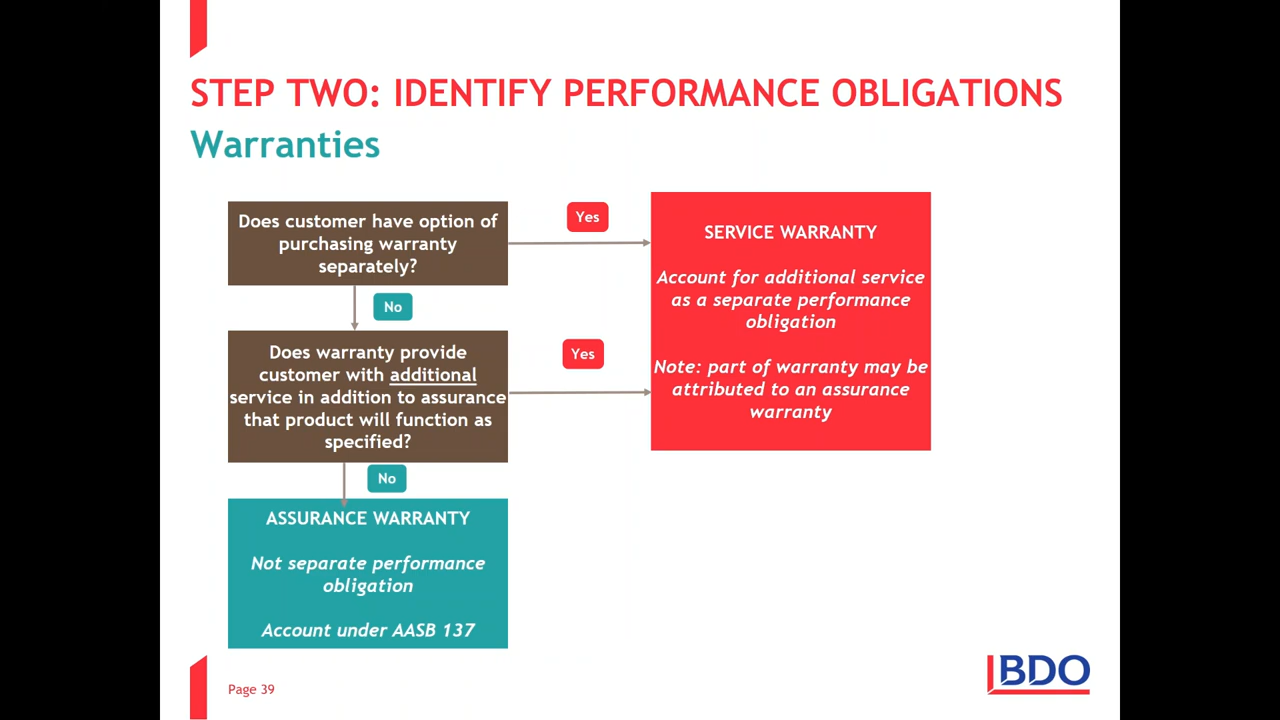 STEP TWO: IDENTIFY PERFORMANCE OBLIGATIONS
Warranties
Does customer have option of
purchasing warranty
separately?
Yes
SERVICE WARRANTY
Account for additional service
as a separate performance
obligation
Note: part of warranty may be
attributed to an assurance
warranty
No
Does warranty provide
customer with additional
service in addition to assurance
that product will function as
specified?
Yes
No
ASSURANCE WARRANTY
Not separate performance
obligation
Account under AASB 137
Page 39
BDO